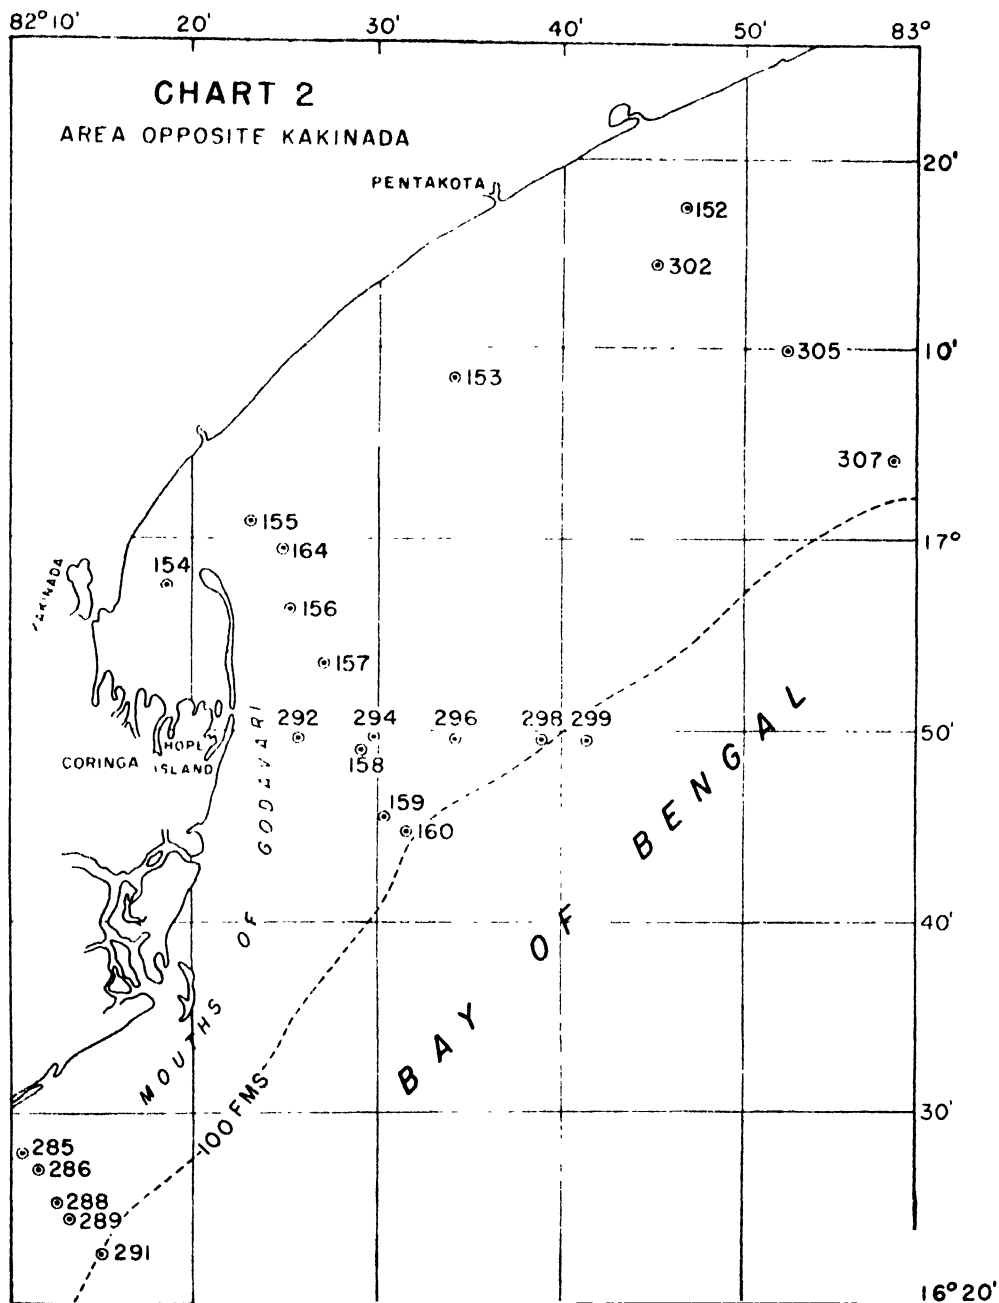 82°10' 20' 30' 40' 50' 83°
CHART 2
AREA OPPOSITE KAKINADA
20'
PENTAKOTA
152
302
10'
305
153
307
155
17°
164
154
KAKINADA
156
157
292 294 296 298 299
50'
158
HOPE
CORINGA ISLAND
159
160
MOUTHS OF GODAVARI
40'
BAY OF BENGAL
100 FMS
30'
285
286
288
289
291
16°20'